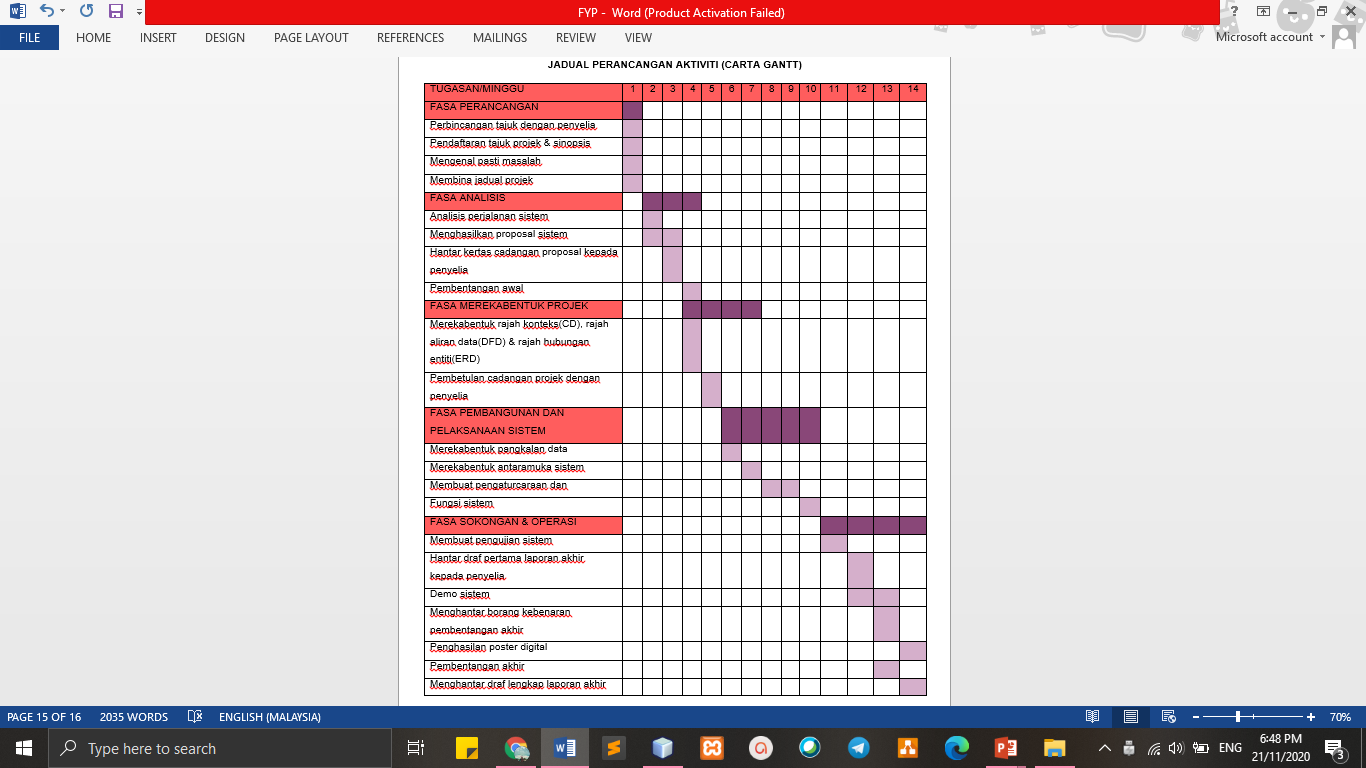 FYP - Word (Product Activation Failed)
?
FILE HOME INSERT DESIGN PAGE LAYOUT REFERENCES MAILINGS REVIEW VIEW
Microsoft account
JADUAL PERANCANGAN AKTIVITI (CARTA GANTT)
TUGASAN/MINGGU 1 2 3 4 5 6 7 8 9 10 11 12 13 14
FASA PERANCANGAN
Perbincangan tajuk dengan penyelia
Pendaftaran tajuk projek & sinopsis
Mengenal pasti masalah
Membina jadual projek
FASA ANALISIS
Analisis perjalanan sistem
Menghasilkan proposal sistem
Hantar kertas cadangan proposal kepada
penyelia
Pembentangan awal
FASA MEREKABENTUK PROJEK
Merekabentuk rajah konteks(CD), rajah
aliran data(DFD) & rajah hubungan
entiti(ERD)
Pembetulan cadangan projek dengan
penyelia
FASA PEMBANGUNAN DAN
PELAKSANAAN SISTEM
Merekabentuk pangkalan data
Merekabentuk antaramuka sistem
Membuat pengaturcaraan dan
Fungsi sistem
FASA SOKONGAN & OPERASI
Membuat pengujian sistem
Hantar draf pertama laporan akhir
kepada penyelia
Demo sistem
Menghantar borang kebenaran
pembentangan akhir
Penghasilan poster digital
Pembentangan akhir
Menghantar draf lengkap laporan akhir
PAGE 15 OF 16 2035 WORDS ENGLISH (MALAYSIA) 70%
Type here to search
ENG
6:48 PM
21/11/2020
3